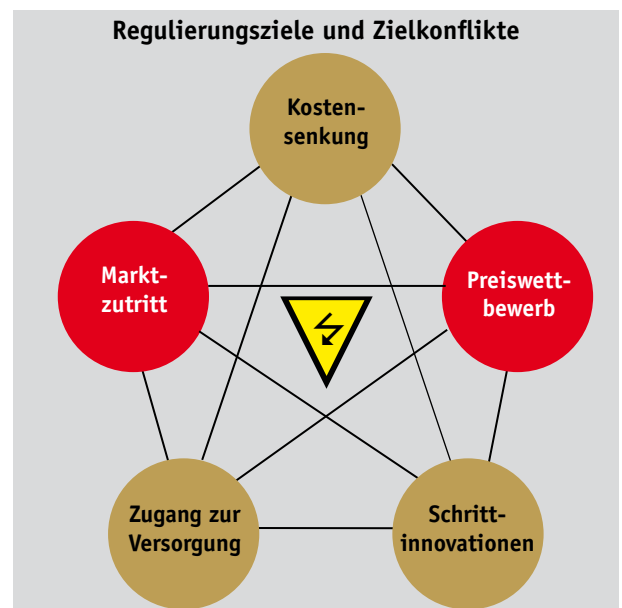 Regulierungsziele und Zielkonflikte
Kosten-
senkung
Markt-
zutritt
Preiswett-
bewerb
Zugang zur
Versorgung
Schritt-
innovationen